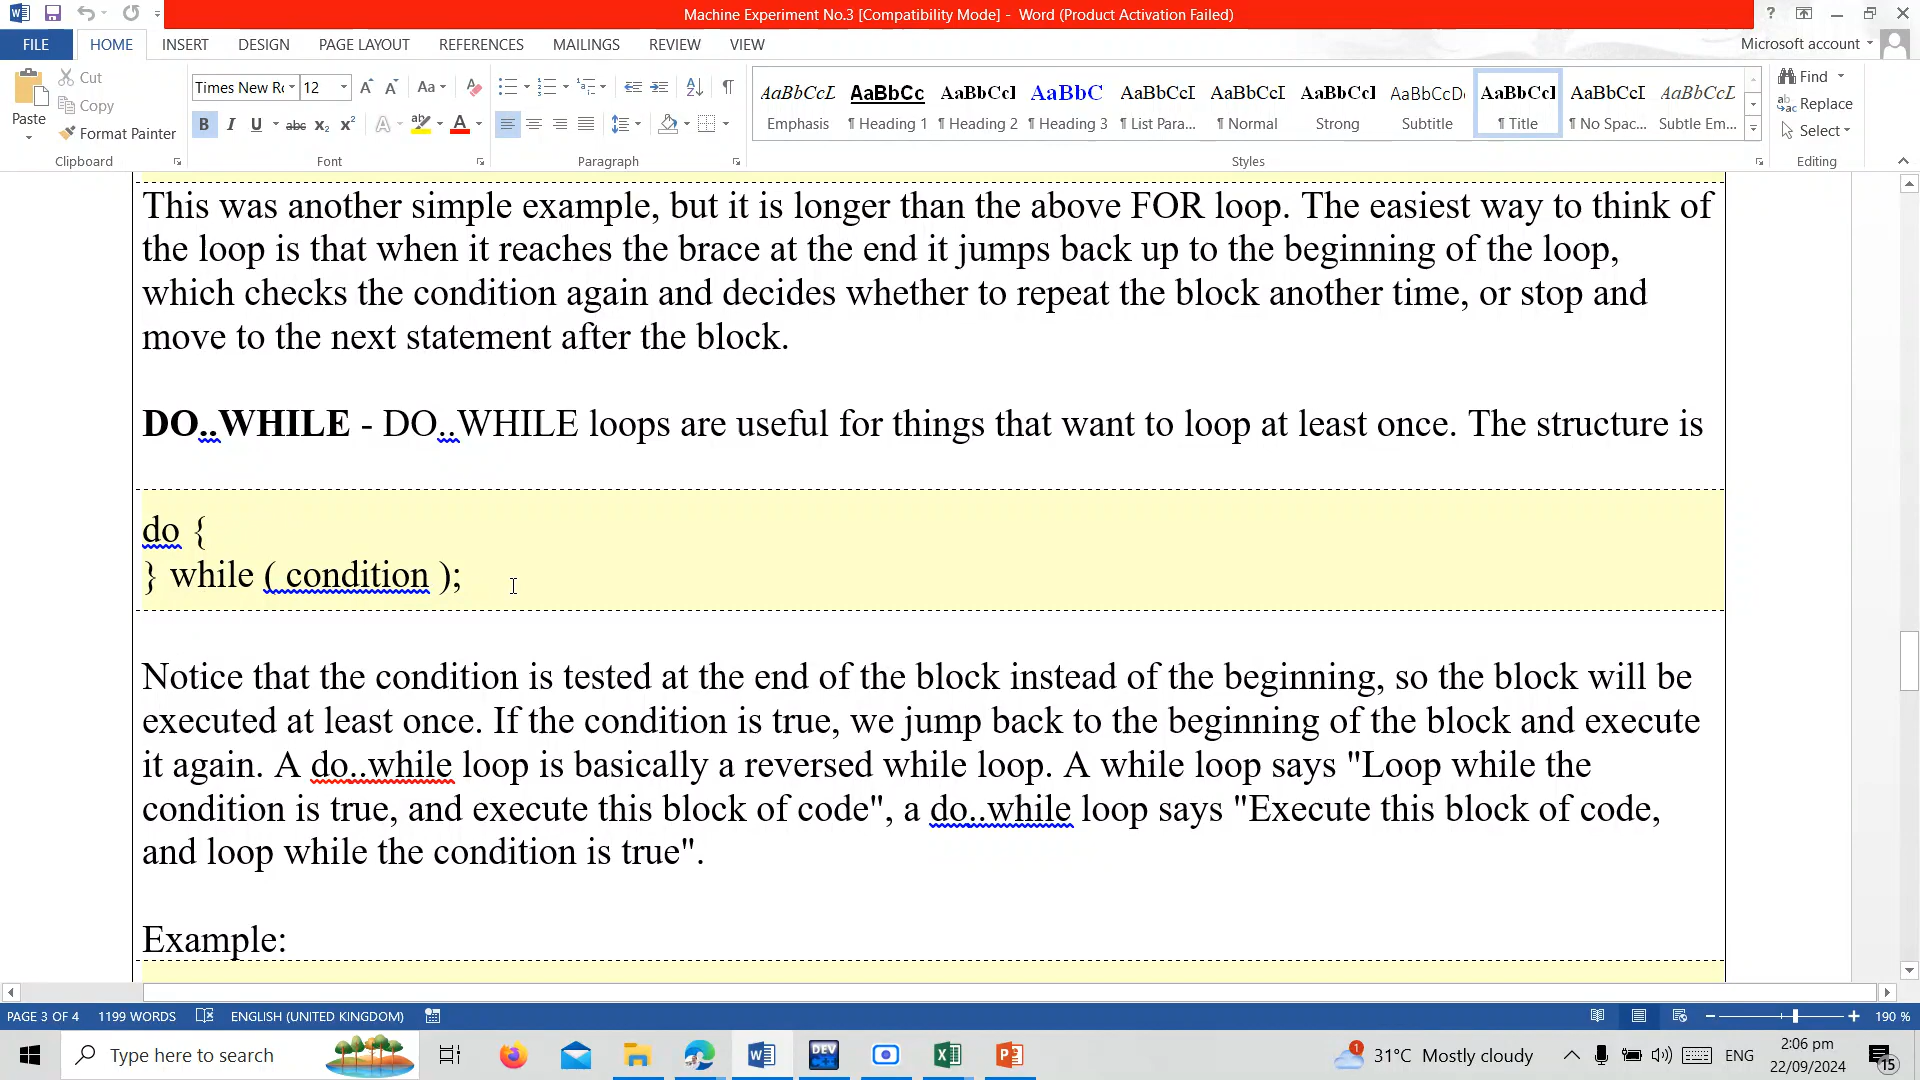 Machine Experiment No.3 [Compatibility Mode] - Word (Product Activation Failed)
FILE HOME INSERT DESIGN PAGE LAYOUT REFERENCES MAILINGS REVIEW VIEW Microsoft account
Paste
Cut
Copy
Format Painter
Clipboard
Times New Rc 12
Font
Paragraph
AaBbCcL AaBbCc AaBbCcI AaBbC AaBbCcI AaBbCcI AaBbCcI AaBbCcDc AaBbCcI AaBbCcI AaBbCcL
Emphasis ¶ Heading 1 ¶ Heading 2 ¶ Heading 3 ¶ List Para... ¶ Normal Strong Subtitle ¶ Title ¶ No Spac... Subtle Em...
Styles
Find
Replace
Select
Editing
This was another simple example, but it is longer than the above FOR loop. The easiest way to think of
the loop is that when it reaches the brace at the end it jumps back up to the beginning of the loop,
which checks the condition again and decides whether to repeat the block another time, or stop and
move to the next statement after the block.
DO..WHILE - DO..WHILE loops are useful for things that want to loop at least once. The structure is
do {
} while ( condition );
Notice that the condition is tested at the end of the block instead of the beginning, so the block will be
executed at least once. If the condition is true, we jump back to the beginning of the block and execute
it again. A do..while loop is basically a reversed while loop. A while loop says "Loop while the
condition is true, and execute this block of code", a do..while loop says "Execute this block of code,
and loop while the condition is true".
Example:
PAGE 3 OF 4 1199 WORDS ENGLISH (UNITED KINGDOM) 190 %
Type here to search
31°C Mostly cloudy ENG
2:06 pm
22/09/2024
15